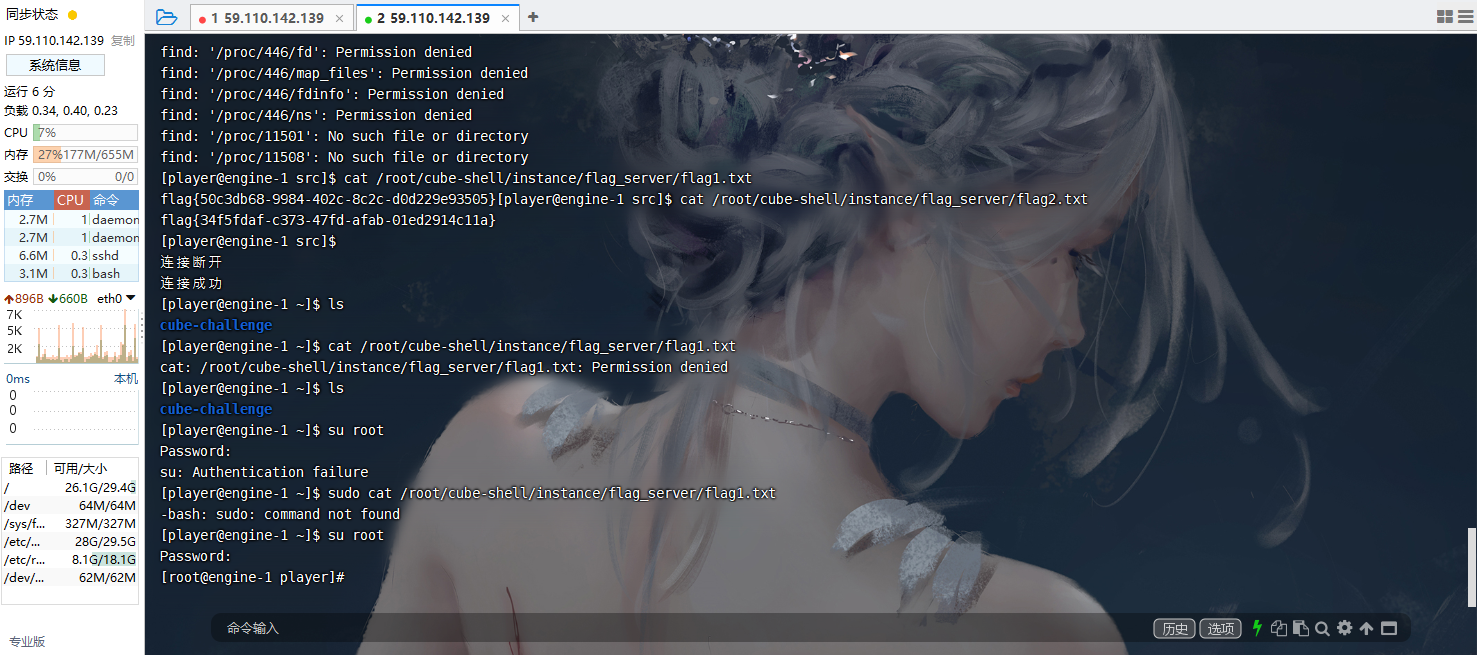 同步状态
IP 59.110.142.139 复制
系统信息
运行 6 分
负载 0.34, 0.40, 0.23
CPU 7%
内存 27% 177M/655M
交换 0% 0/0
内存 CPU 命令
2.7M 1 daemon
2.7M 1 daemon
6.6M 0.3 sshd
3.1M 0.3 bash
896B 660B eth0
7K
5K
2K
0ms 本机
0
0
0
路径 可用/大小
/ 26.1G/29.4G
/dev 64M/64M
/sys/f... 327M/327M
/etc/... 28G/29.5G
/etc/r... 8.1G/18.1G
/dev/... 62M/62M
专业版
1 59.110.142.139 ×
2 59.110.142.139 ×
+
find: '/proc/446/fd': Permission denied
find: '/proc/446/map_files': Permission denied
find: '/proc/446/fdinfo': Permission denied
find: '/proc/446/ns': Permission denied
find: '/proc/11501': No such file or directory
find: '/proc/11508': No such file or directory
[player@engine-1 src]$ cat /root/cube-shell/instance/flag_server/flag1.txt
flag{50c3db68-9984-402c-8c2c-d0d229e93505}[player@engine-1 src]$ cat /root/cube-shell/instance/flag_server/flag2.txt
flag{34f5fdaf-c373-47fd-afab-01ed2914c11a}
[player@engine-1 src]$
连接断开
连接成功
[player@engine-1 ~]$ ls
cube-challenge
[player@engine-1 ~]$ cat /root/cube-shell/instance/flag_server/flag1.txt
cat: /root/cube-shell/instance/flag_server/flag1.txt: Permission denied
[player@engine-1 ~]$ ls
cube-challenge
[player@engine-1 ~]$ su root
Password:
su: Authentication failure
[player@engine-1 ~]$ sudo cat /root/cube-shell/instance/flag_server/flag1.txt
-bash: sudo: command not found
[player@engine-1 ~]$ su root
Password:
[root@engine-1 player]#
命令输入
历史 选项